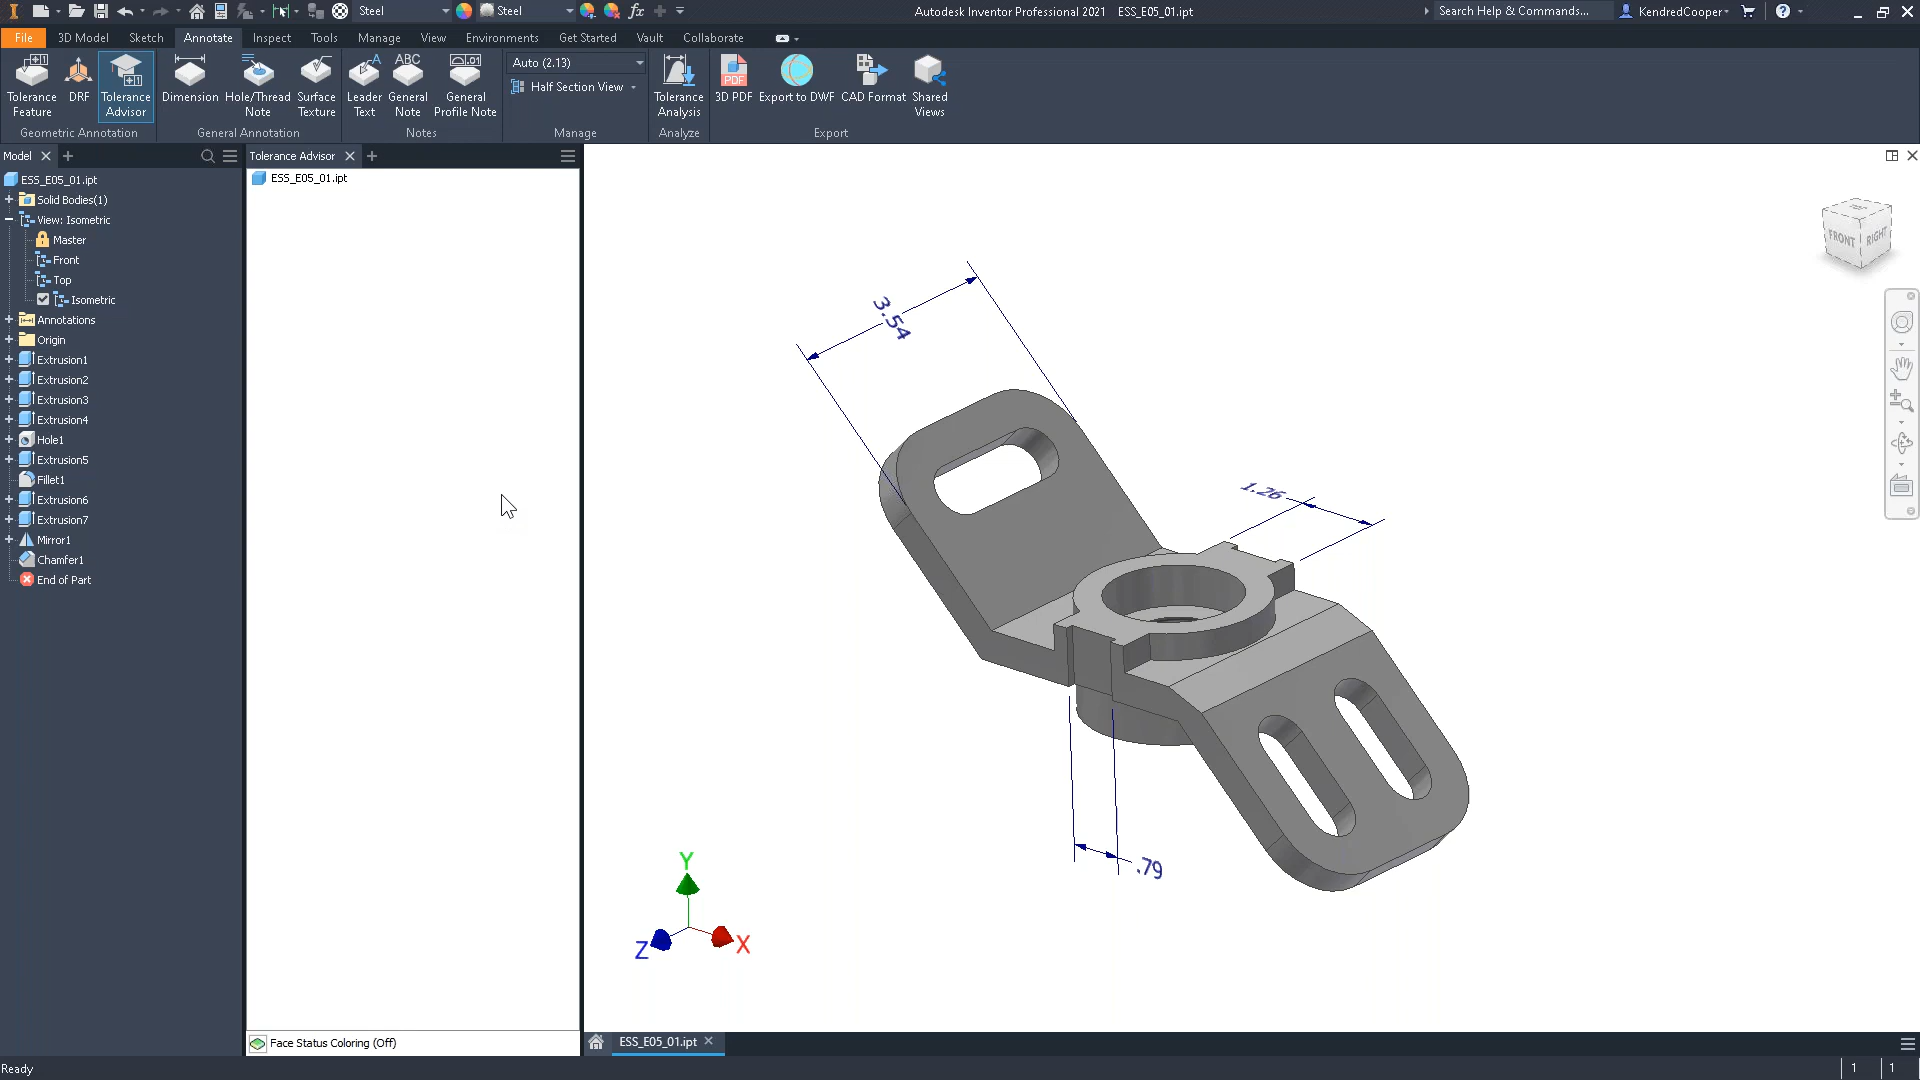 Steel
Steel
fx
Autodesk Inventor Professional 2021 ESS_E05_01.ipt
Search Help & Commands...
KendredCooper
File 3D Model Sketch Annotate Inspect Tools Manage View Environments Get Started Vault Collaborate
Tolerance Feature
DRF
Tolerance Advisor
Geometric Annotation
Dimension
Hole/Thread Note
Surface Texture
General Annotation
Leader Text
ABC
General Note
.01
General Profile Note
Notes
Auto (2.13)
Half Section View
Manage
Tolerance Analysis
Analyze
PDF
3D PDF
Export to DWF
CAD Format
Shared Views
Export
Model
Tolerance Advisor
ESS_E05_01.ipt
Solid Bodies(1)
View: Isometric
Master
Front
Top
Isometric
Annotations
Origin
Extrusion1
Extrusion2
Extrusion3
Extrusion4
Hole1
Extrusion5
Fillet1
Extrusion6
Extrusion7
Mirror1
Chamfer1
End of Part
ESS_E05_01.ipt
Face Status Coloring (Off)
3.54
1.26
.79
Y
Z
X
FRONT
RIGHT
ESS_E05_01.ipt
Ready
1 1